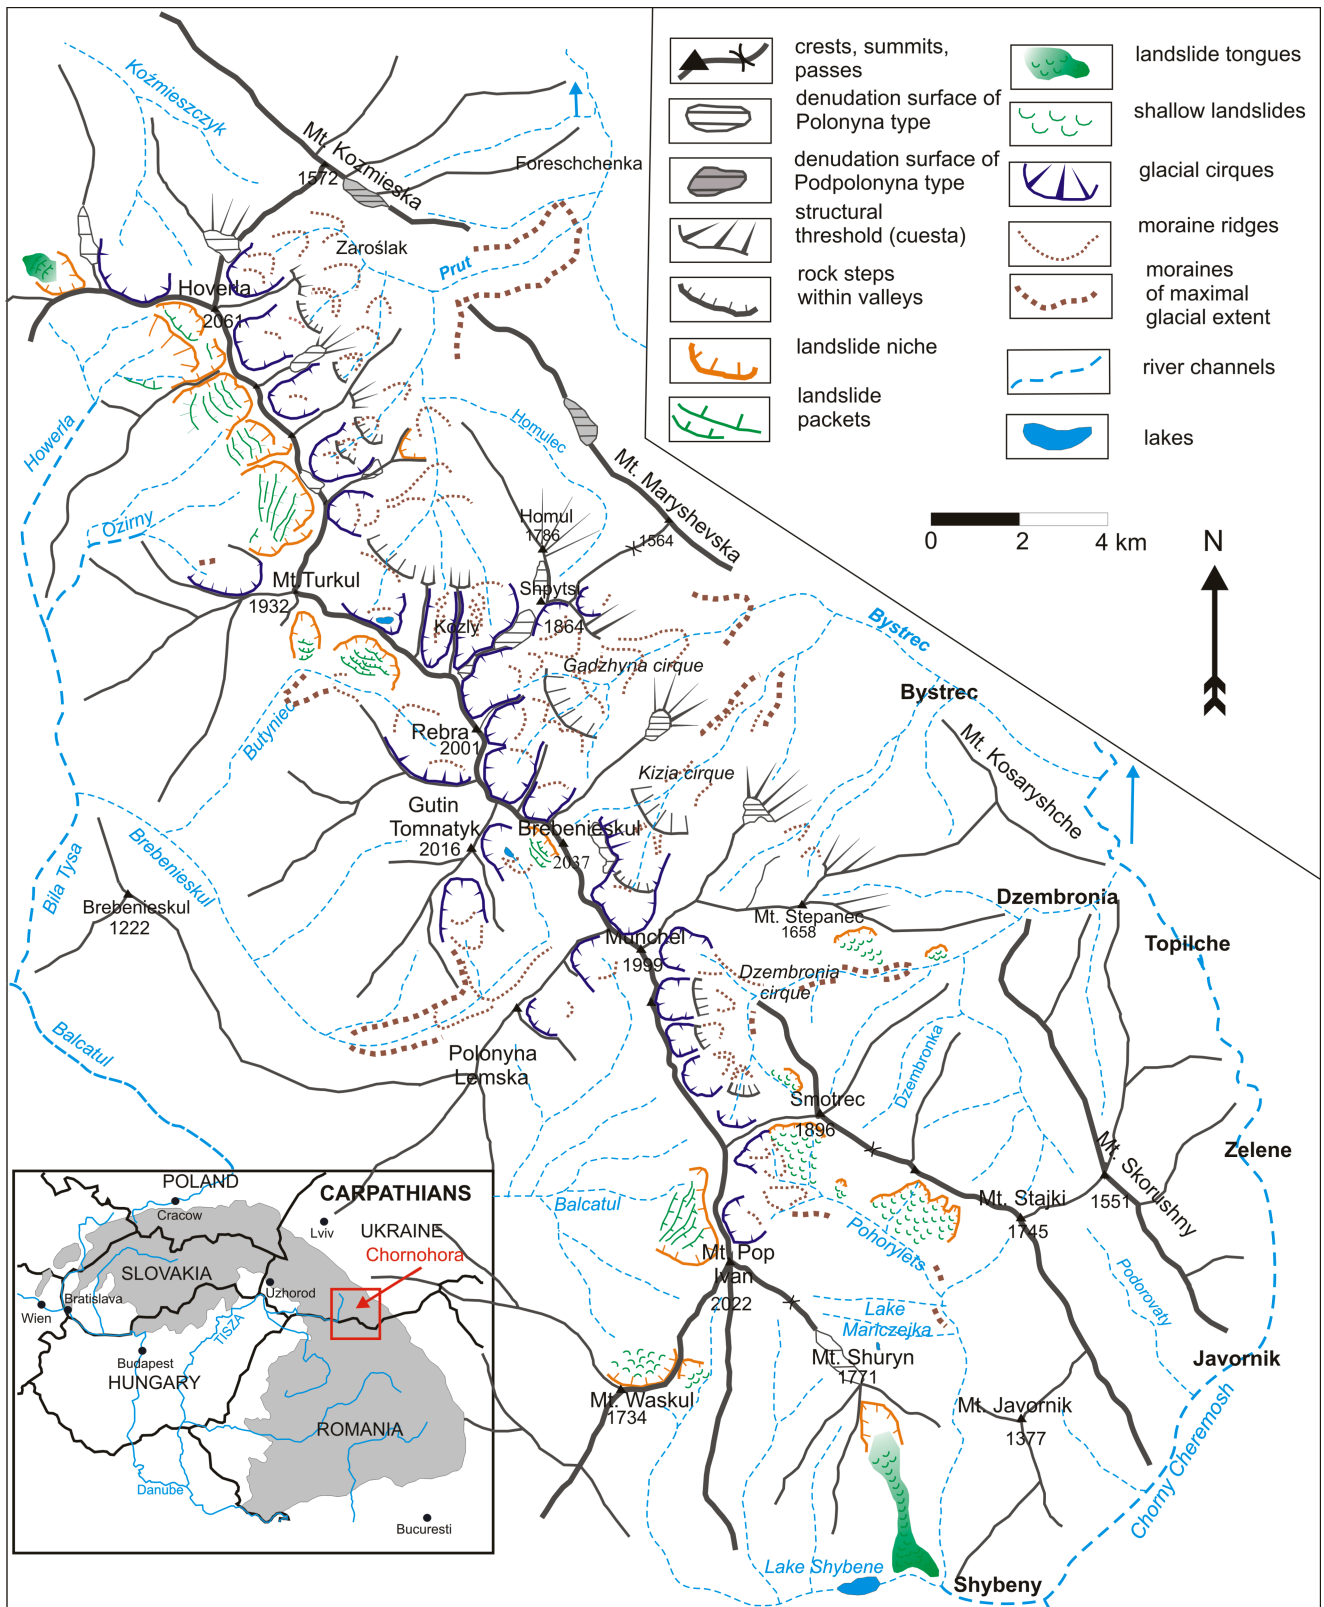 crests, summits,
passes
denudation surface of
Polonyna type
denudation surface of
Podpolonyna type
structural
threshold (cuesta)
rock steps
within valleys
landslide niche
landslide
packets
landslide tongues
shallow landslides
glacial cirques
moraine ridges
moraines
of maximal
glacial extent
river channels
lakes
0 2 4 km
N
Koźmieszczyk
Mt. Koźmieska
1572
Foreschchenka
Zaroślak
Prut
Hoverla
2061
Howerla
Homulec
Mt. Maryshevska
1564
Ozirny
Homul
1786
Shpytsi
1864
Mt.Turkul
1932
Kozly
Gadzhyna cirque
Bystrec
Bystrec
Butyniec
Rebra
2001
Kizia cirque
Mt. Kosaryshche
Gutin
Tomnatyk
2016
Brebenieskul
2037
Brebenieskul
Bila Tysa
Brebenieskul
1222
Mt. Stepanec
1658
Dzembronia
Topilche
Munchel
1999
Dzembronia
cirque
Balcatul
Polonyna
Lemska
Dzembronka
Smotrec
1896
Mt. Skorushny
1551
Zelene
Mt. Stajki
1745
Balcatul
Pohorylets
Mt. Pop
Ivan
2022
Podorovaty
Lake
Mariczejka
Mt. Shuryn
1771
Javornik
Mt. Waskul
1734
Mt. Javornik
1377
Chorny Cheremosh
Lake Shybene
Shybeny
POLAND
CARPATHIANS
Cracow
Lviv
UKRAINE
Chornohora
SLOVAKIA
Uzhorod
Bratislava
Wien
TISZA
Budapest
HUNGARY
ROMANIA
Danube
Bucuresti